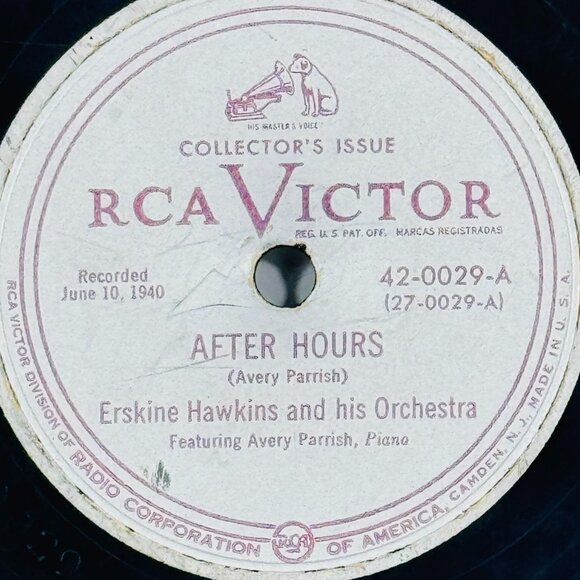 "HIS MASTER'S VOICE"
COLLECTOR'S ISSUE
RCA VICTOR
REG. U.S. PAT. OFF. MARCAS REGISTRADAS
Recorded
June 10, 1940
42-0029-A
(27-0029-A)
AFTER HOURS
(Avery Parrish)
Erskine Hawkins and his Orchestra
Featuring Avery Parrish, Piano
RCA VICTOR DIVISION OF RADIO CORPORATION OF AMERICA, CAMDEN, N. J., MADE IN U. S. A.
RCA